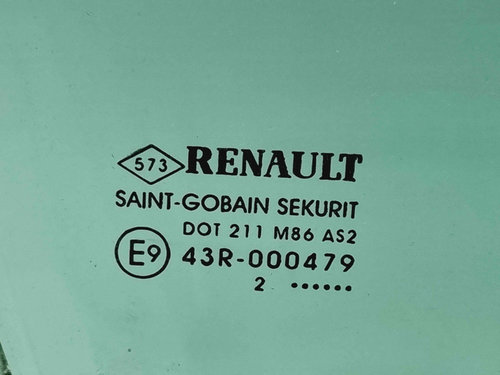 573 RENAULT
SAINT-GOBAIN SEKURIT
DOT 211 M86 AS2
E9 43R-000479
2 ......